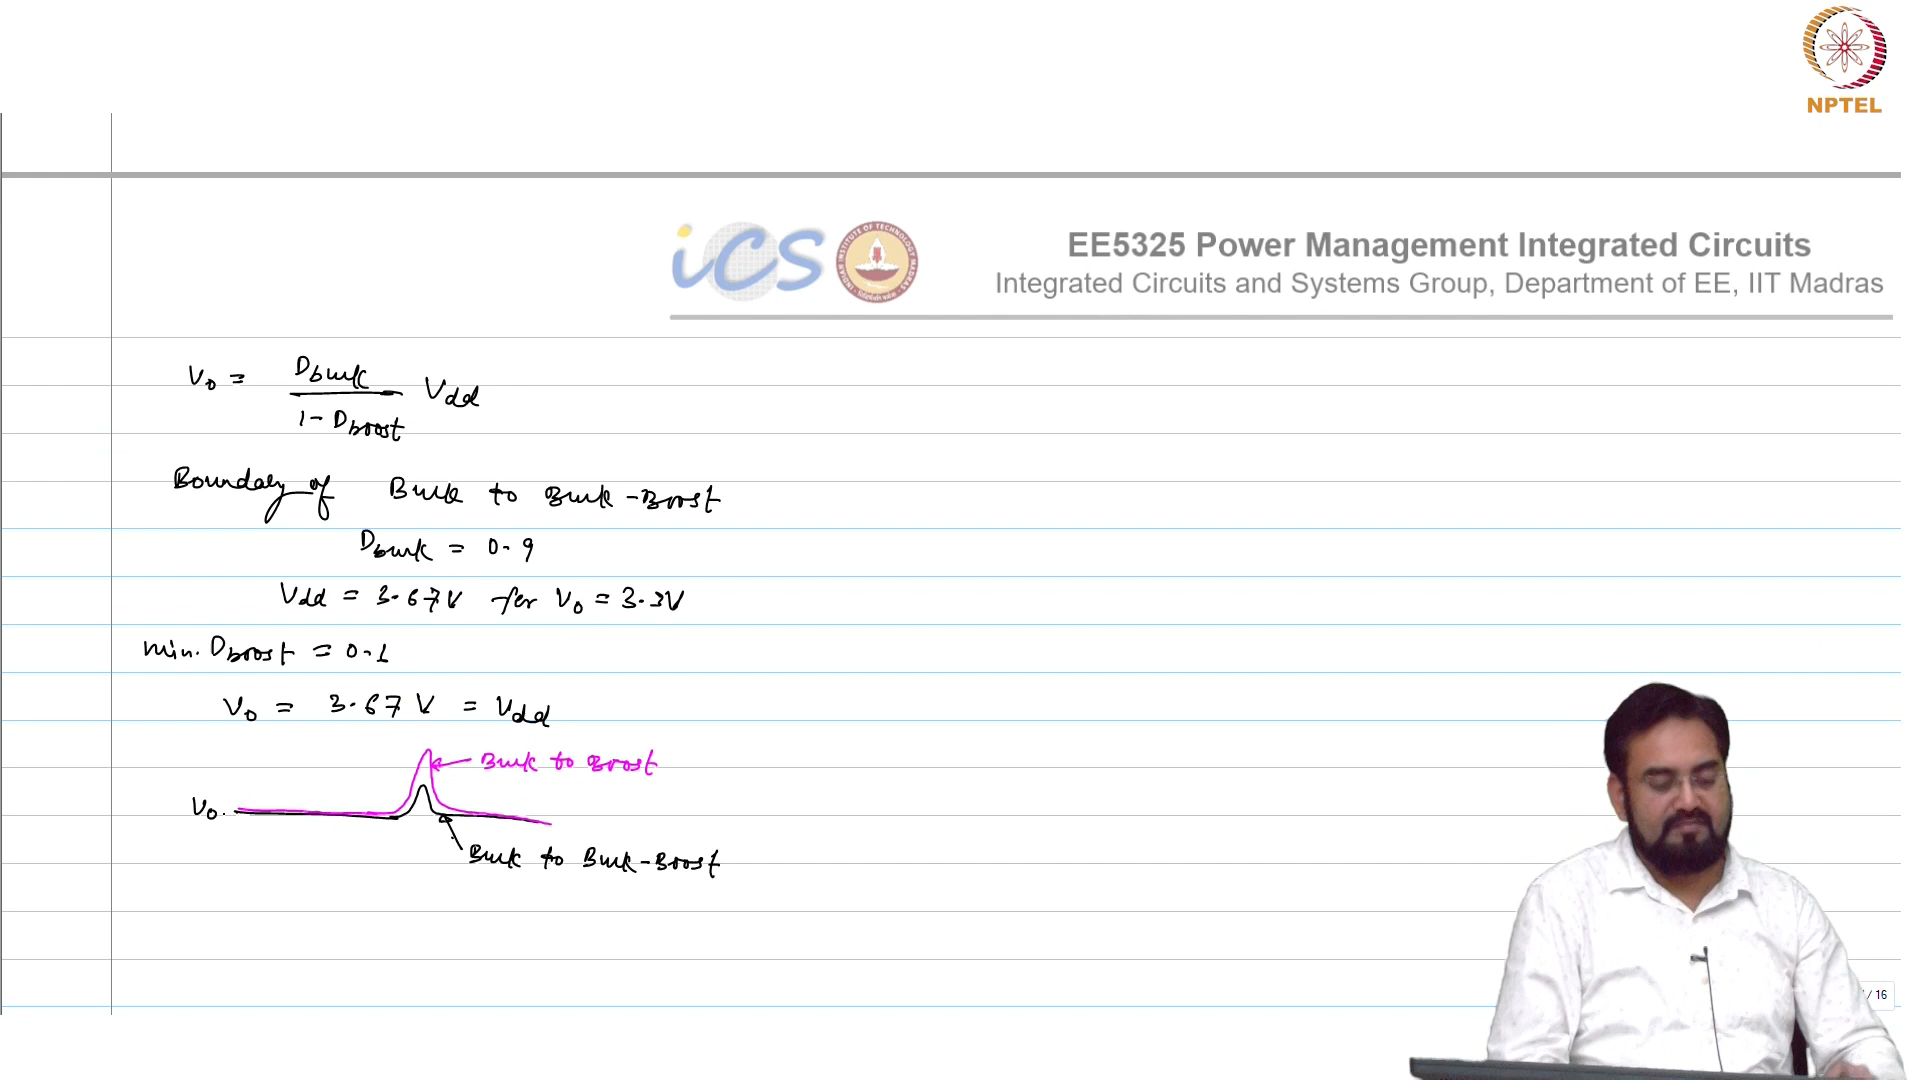 NPTEL
iCS
EE5325 Power Management Integrated Circuits
Integrated Circuits and Systems Group, Department of EE, IIT Madras
V0 = Dbuck / 1 - Dboost Vdd
Boundary of Buck to Buck-Boost
Dbuck = 0.9
Vdd = 3.67V for V0 = 3.3V
min. Dboost = 0.1
V0 = 3.67 V = Vdd
Buck to Boost
V0.
Buck to Buck-Boost
/ 16